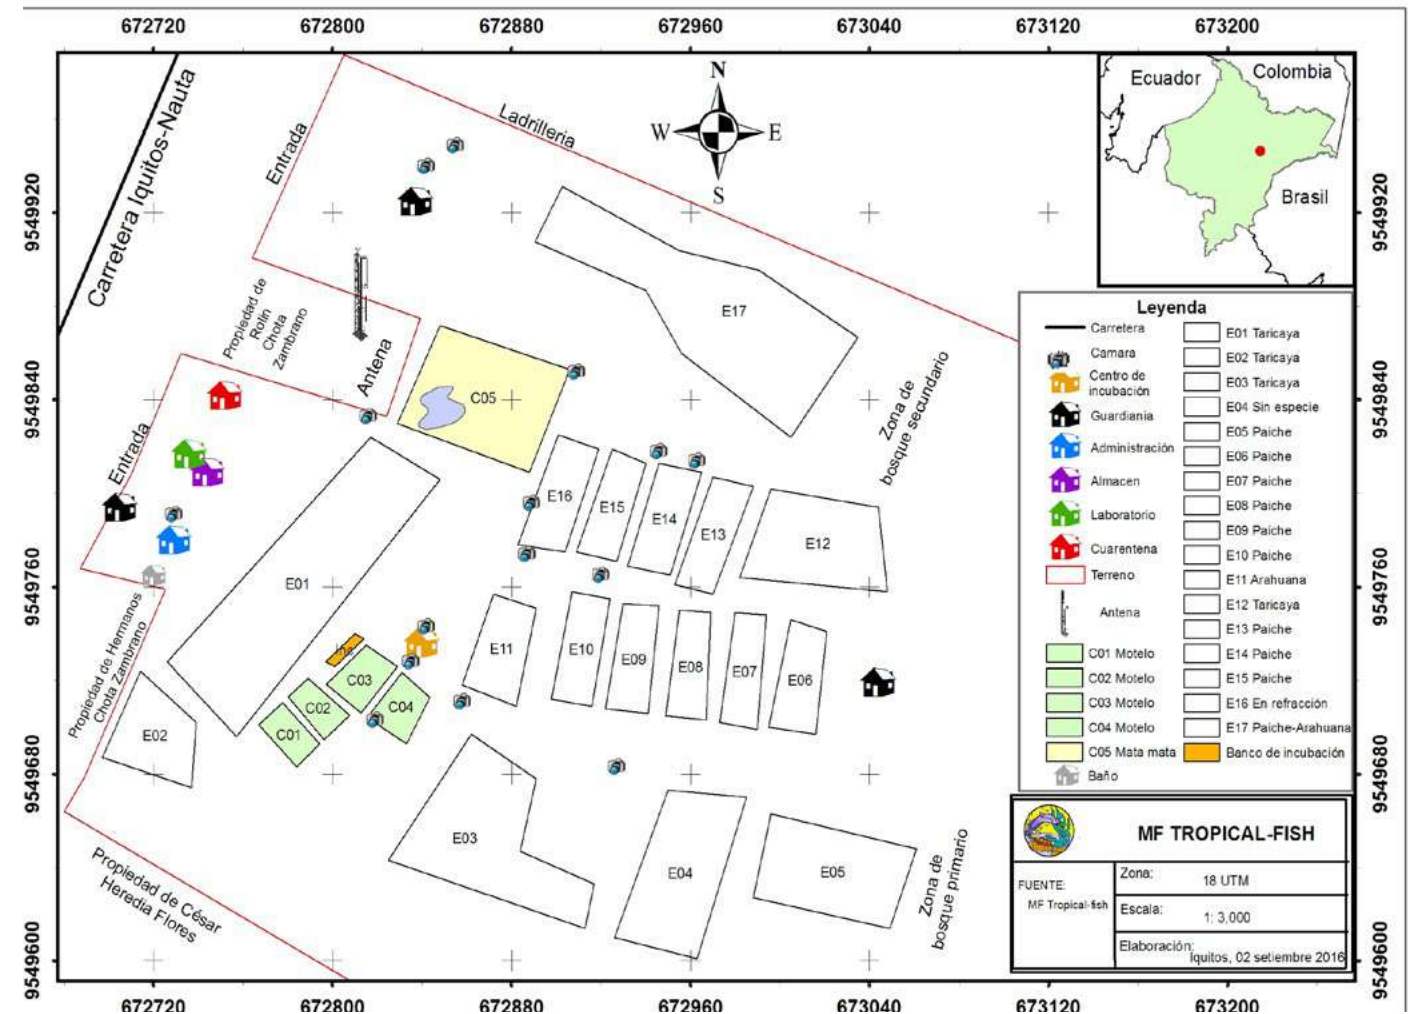 672720 672800 672880 672960 673040 673120 673200
9549920
9549840
9549760
9549680
9549600
Carretera Iquitos-Nauta
Entrada
Ladrilleria
N
W E
S
Ecuador
Colombia
Brasil
Propiedad de
Rolin
Chota
Zambrano
Antena
Entrada
Propiedad de Hermanos
Chota Zambrano
Propiedad de César
Heredia Flores
Zona de
bosque secundario
Zona de
bosque primario
E17
C05
E16
E15
E14
E13
E12
E01
E11
E10
E09
E08
E07
E06
C03
C02
C04
C01
E02
E03
E04
E05
Leyenda
Carretera
Camara
Centro de
incubación
Guardiania
Administración
Almacen
Laboratorio
Cuarentena
Terreno
Antena
C01 Motelo
C02 Motelo
C03 Motelo
C04 Motelo
C05 Mata mata
Baño
E01 Taricaya
E02 Taricaya
E03 Taricaya
E04 Sin especie
E05 Paiche
E06 Paiche
E07 Paiche
E08 Paiche
E09 Paiche
E10 Paiche
E11 Arahuana
E12 Taricaya
E13 Paiche
E14 Paiche
E15 Paiche
E16 En refracción
E17 Paiche-Arahuana
Banco de incubación
MF TROPICAL-FISH
FUENTE:
MF Tropical-fish
Zona:
18 UTM
Escala:
1: 3,000
Elaboración:
Iquitos, 02 setiembre 2016
9549920
9549840
9549760
9549680
9549600
672720 672800 672880 672960 673040 673120 673200